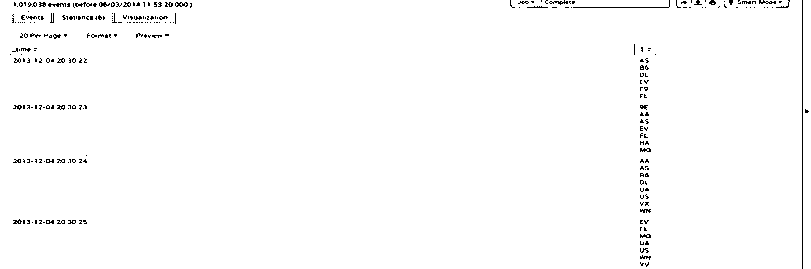 1,019,038 events (before 06/03/2014 11:53:20.000)
Job ▾ Complete
Smart Mode ▾
Events Statistics (6) Visualization
20 Per Page ▾ Format ▾ Preview ▾
_time
2013-12-04 20:30:22 AS
B6
DL
EV
F9
FL
2013-12-04 20:30:23 9E
AA
AS
EV
FL
HA
MQ
2013-12-04 20:30:24 AA
AS
B6
DL
UA
US
VX
WN
2013-12-04 20:30:25 EV
FL
MQ
UA
US
WN
YV